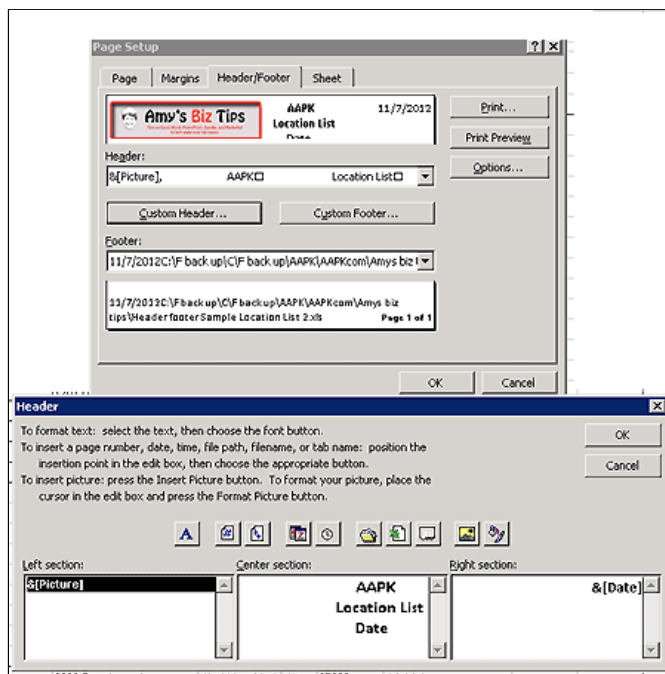 Page Setup
Page Margins Header/Footer Sheet
Amy's Biz Tips
AAPK
Location List
Date
11/7/2012
Print...
Print Preview
Options...
Header:
&[Picture], AAPK□ Location List□
Custom Header... Custom Footer...
Footer:
11/7/2012C:\F back up\C\F back up\AAPK\AAPKcom\Amys biz
11/7/2012C:\F back up\C\F back up\AAPK\AAPKcom\Amys biz
tips\Header footer Sample Location List 2.xls Page 1 of 1
OK Cancel
Header
To format text: select the text, then choose the font button.
To insert a page number, date, time, file path, filename, or tab name: position the
insertion point in the edit box, then choose the appropriate button.
To insert picture: press the Insert Picture button. To format your picture, place the
cursor in the edit box and press the Format Picture button.
OK
Cancel
A
Left section: Center section: Right section:
&[Picture]
AAPK
Location List
Date
&[Date]